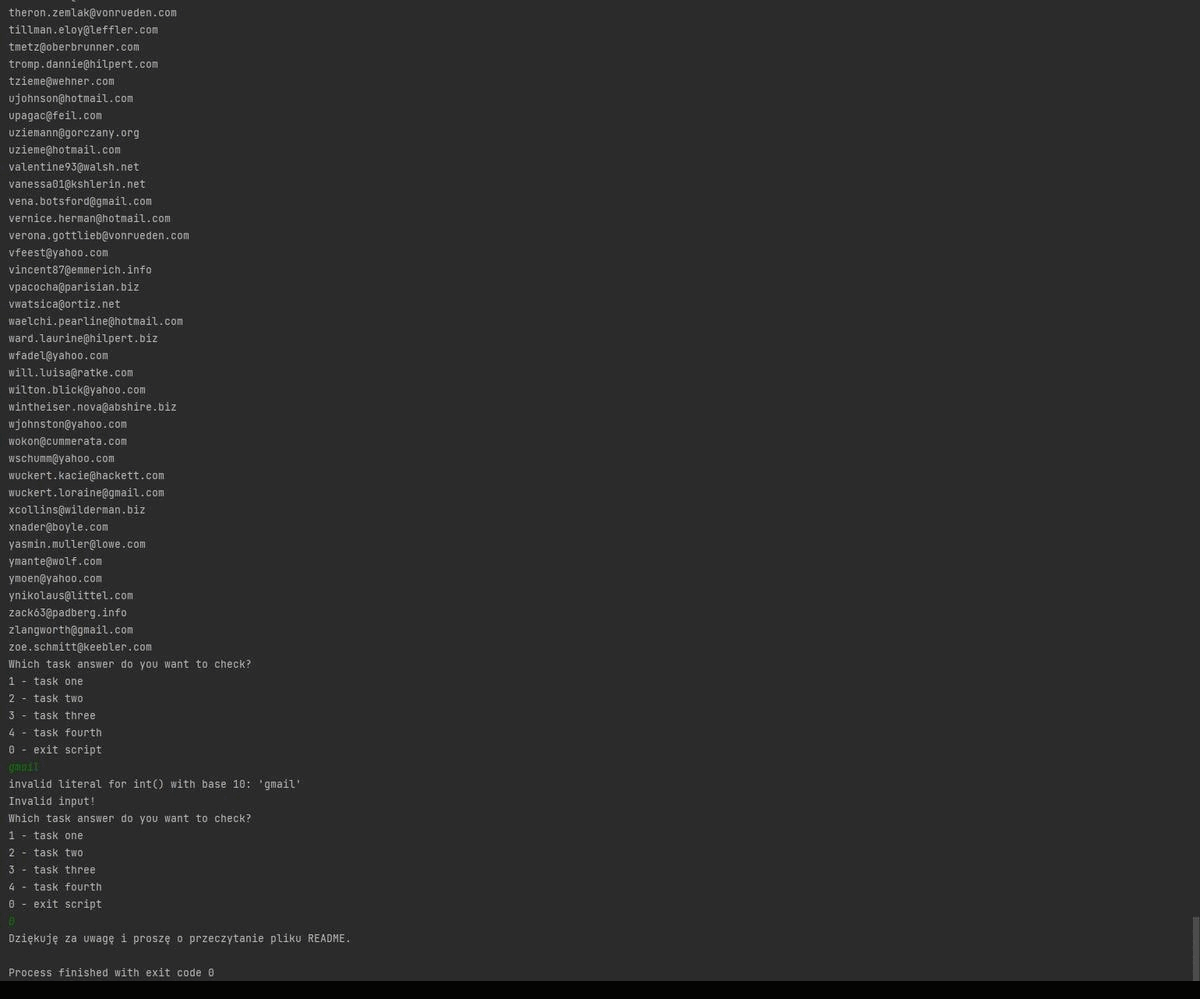 theron.zemlak@vonrueden.com
tillman.eloy@leffler.com
tmetz@oberbrunner.com
tromp.dannie@hilpert.com
tzieme@wehner.com
ujohnson@hotmail.com
upagac@feil.com
uziemann@gorczany.org
uzieme@hotmail.com
valentine93@walsh.net
vanessa01@kshlerin.net
vena.botsford@gmail.com
vernice.herman@hotmail.com
verona.gottlieb@vonrueden.com
vfeest@yahoo.com
vincent87@emmerich.info
vpacocha@parisian.biz
vwatsica@ortiz.net
waelchi.pearline@hotmail.com
ward.laurine@hilpert.biz
wfadel@yahoo.com
will.luisa@ratke.com
wilton.blick@yahoo.com
wintheiser.nova@abshire.biz
wjohnston@yahoo.com
wokon@cummerata.com
wschumm@yahoo.com
wuckert.kacie@hackett.com
wuckert.loraine@gmail.com
xcollins@wilderman.biz
xnader@boyle.com
yasmin.muller@lowe.com
ymante@wolf.com
ymoen@yahoo.com
ynikolaus@littel.com
zack63@padberg.info
zlangworth@gmail.com
zoe.schmitt@keebler.com
Which task answer do you want to check?
1 - task one
2 - task two
3 - task three
4 - task fourth
0 - exit script
gmail
invalid literal for int() with base 10: 'gmail'
Invalid input!
Which task answer do you want to check?
1 - task one
2 - task two
3 - task three
4 - task fourth
0 - exit script
0
Dziękuję za uwagę i proszę o przeczytanie pliku README.
Process finished with exit code 0